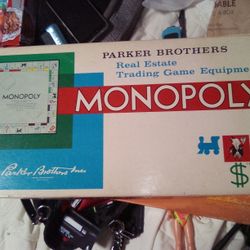 PARKER BROTHERS
Real Estate
Trading Game Equipme
MONOPOLY
MONOPOLY
Parker Brothers Inc
$